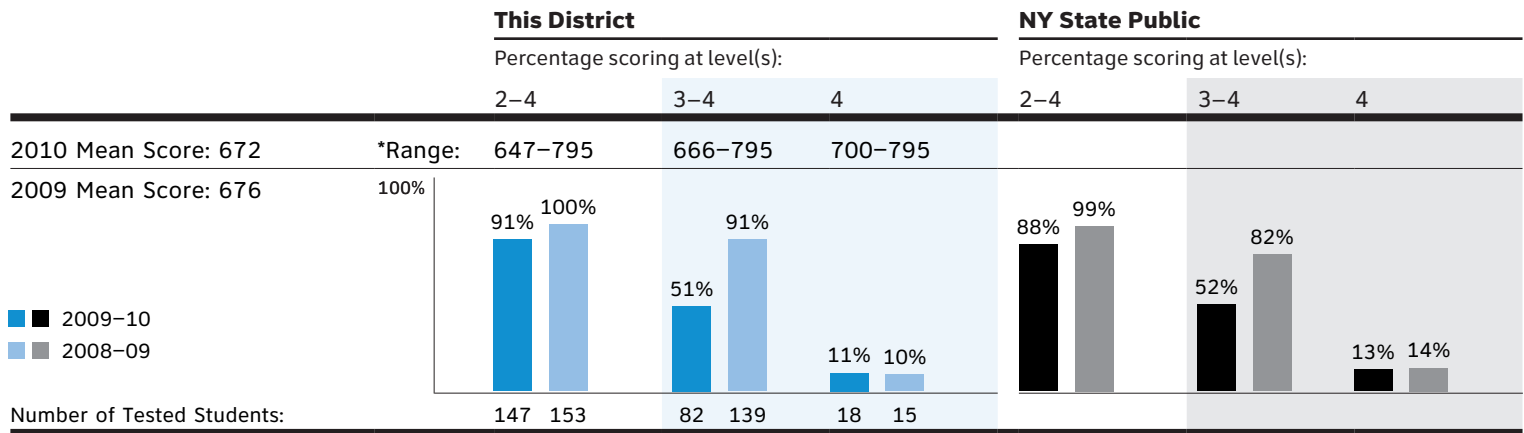 This District NY State Public
Percentage scoring at level(s): Percentage scoring at level(s):
2–4 3–4 4 2–4 3–4 4
2010 Mean Score: 672 *Range: 647–795 666–795 700–795
2009 Mean Score: 676 100%
91% 100% 51% 91% 11% 10% 88% 99% 52% 82% 13% 14%
2009–10
2008–09
Number of Tested Students: 147 153 82 139 18 15